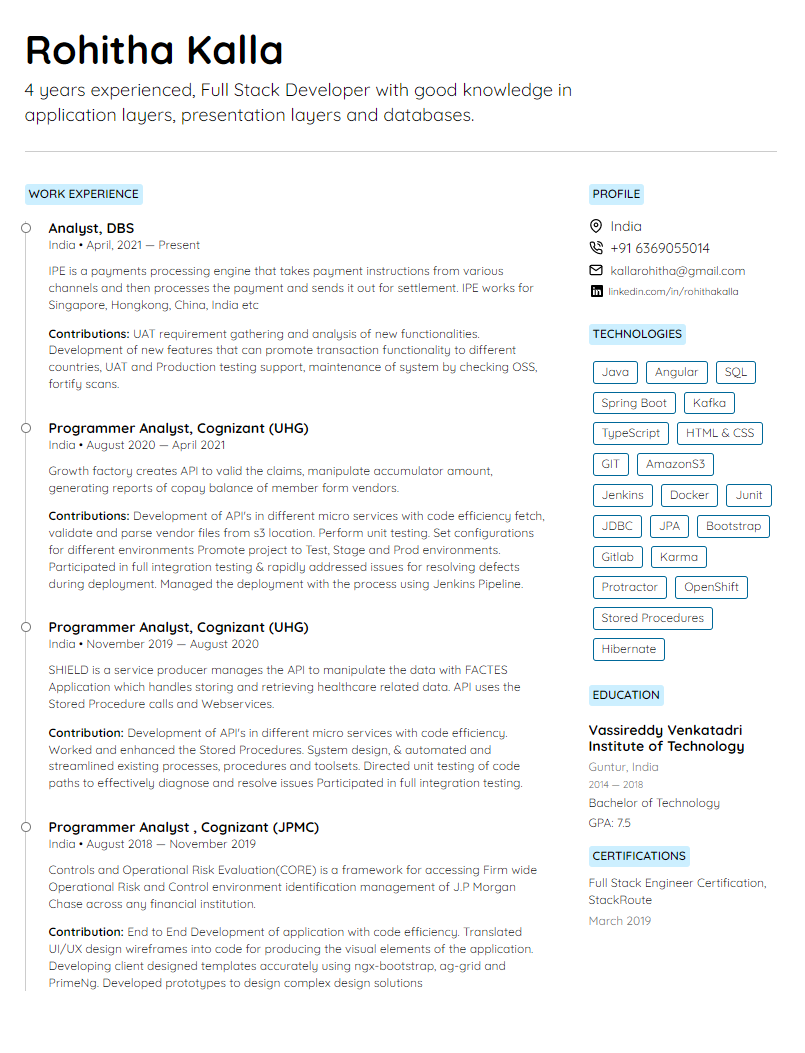 Rohitha Kalla
4 years experienced, Full Stack Developer with good knowledge in
application layers, presentation layers and databases.
WORK EXPERIENCE
Analyst, DBS
India • April, 2021 — Present
IPE is a payments processing engine that takes payment instructions from various
channels and then processes the payment and sends it out for settlement. IPE works for
Singapore, Hongkong, China, India etc
Contributions: UAT requirement gathering and analysis of new functionalities.
Development of new features that can promote transaction functionality to different
countries, UAT and Production testing support, maintenance of system by checking OSS,
fortify scans.
Programmer Analyst, Cognizant (UHG)
India • August 2020 — April 2021
Growth factory creates API to valid the claims, manipulate accumulator amount,
generating reports of copay balance of member form vendors.
Contributions: Development of API's in different micro services with code efficiency fetch,
validate and parse vendor files from s3 location. Perform unit testing. Set configurations
for different environments Promote project to Test, Stage and Prod environments.
Participated in full integration testing & rapidly addressed issues for resolving defects
during deployment. Managed the deployment with the process using Jenkins Pipeline.
Programmer Analyst, Cognizant (UHG)
India • November 2019 — August 2020
SHIELD is a service producer manages the API to manipulate the data with FACTES
Application which handles storing and retrieving healthcare related data. API uses the
Stored Procedure calls and Webservices.
Contribution: Development of API's in different micro services with code efficiency.
Worked and enhanced the Stored Procedures. System design, & automated and
streamlined existing processes, procedures and toolsets. Directed unit testing of code
paths to effectively diagnose and resolve issues Participated in full integration testing.
Programmer Analyst , Cognizant (JPMC)
India • August 2018 — November 2019
Controls and Operational Risk Evaluation(CORE) is a framework for accessing Firm wide
Operational Risk and Control environment identification management of J.P Morgan
Chase across any financial institution.
Contribution: End to End Development of application with code efficiency. Translated
UI/UX design wireframes into code for producing the visual elements of the application.
Developing client designed templates accurately using ngx-bootstrap, ag-grid and
PrimeNg. Developed prototypes to design complex design solutions
PROFILE
India
+91 6369055014
kallarohitha@gmail.com
linkedin.com/in/rohithakalla
TECHNOLOGIES
Java Angular SQL
Spring Boot Kafka
TypeScript HTML & CSS
GIT AmazonS3
Jenkins Docker Junit
JDBC JPA Bootstrap
Gitlab Karma
Protractor OpenShift
Stored Procedures
Hibernate
EDUCATION
Vassireddy Venkatadri
Institute of Technology
Guntur, India
2014 — 2018
Bachelor of Technology
GPA: 7.5
CERTIFICATIONS
Full Stack Engineer Certification,
StackRoute
March 2019